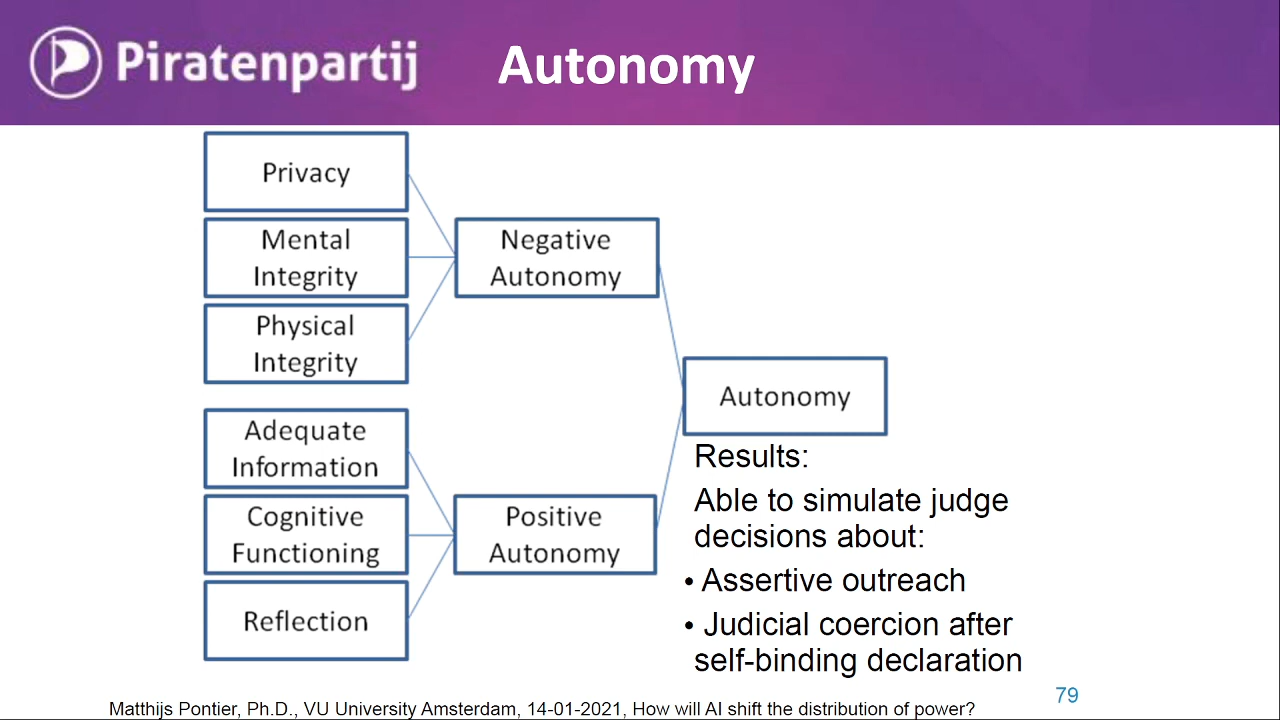 Piratenpartij
Autonomy
Privacy
Mental
Integrity
Physical
Integrity
Adequate
Information
Cognitive
Functioning
Reflection
Negative
Autonomy
Positive
Autonomy
Autonomy
Results:
Able to simulate judge
decisions about:
• Assertive outreach
• Judicial coercion after
self-binding declaration
79
Matthijs Pontier, Ph.D., VU University Amsterdam, 14-01-2021, How will AI shift the distribution of power?